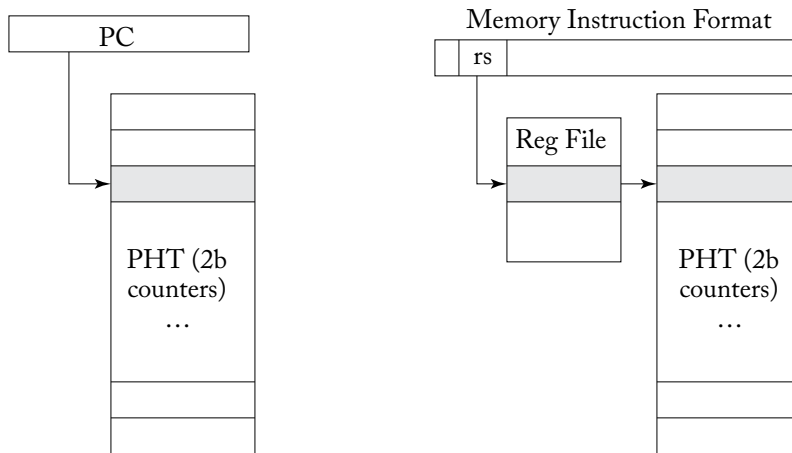 PC
PHT (2b
counters)
...
Memory Instruction Format
rs
Reg File
PHT (2b
counters)
...